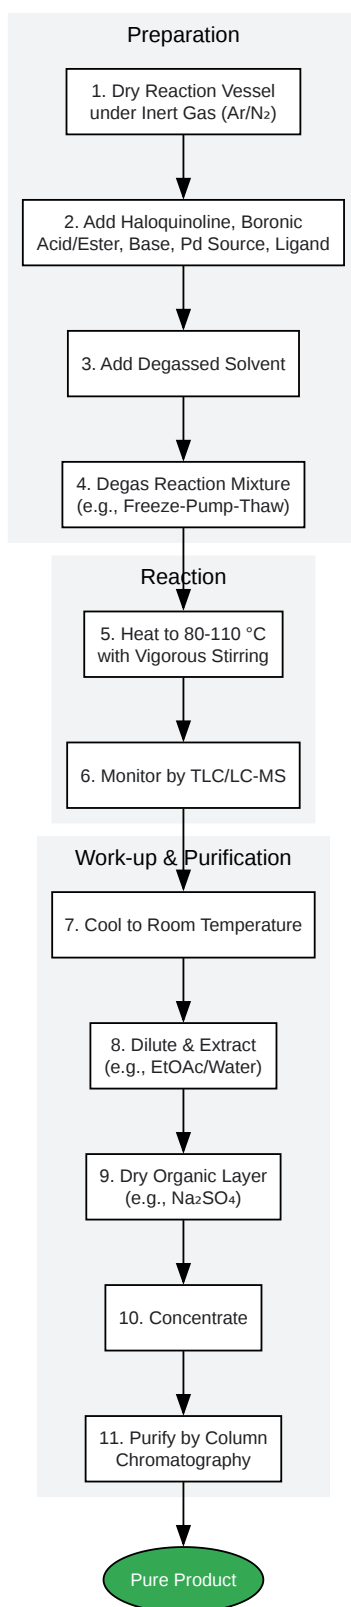 Preparation
1. Dry Reaction Vessel
under Inert Gas (Ar/N₂)
2. Add Haloquinoline, Boronic
Acid/Ester, Base, Pd Source, Ligand
3. Add Degassed Solvent
4. Degas Reaction Mixture
(e.g., Freeze-Pump-Thaw)
Reaction
5. Heat to 80-110 °C
with Vigorous Stirring
6. Monitor by TLC/LC-MS
Work-up & Purification
7. Cool to Room Temperature
8. Dilute & Extract
(e.g., EtOAc/Water)
9. Dry Organic Layer
(e.g., Na₂SO₄)
10. Concentrate
11. Purify by Column
Chromatography
Pure Product